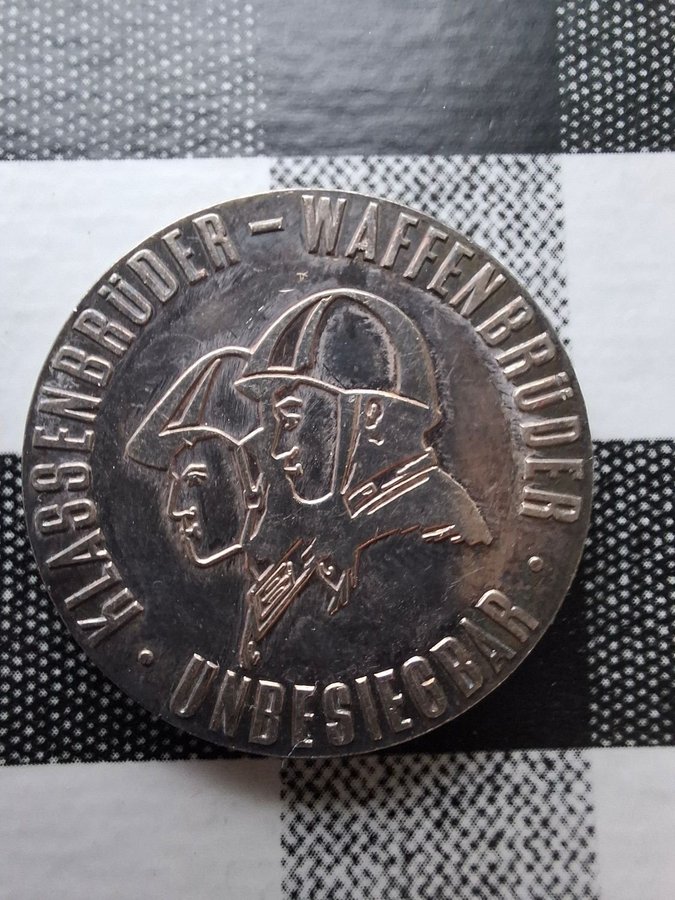 KLASSENBRÜDER – WAFFENBRÜDER
· UNBESIEGBAR ·